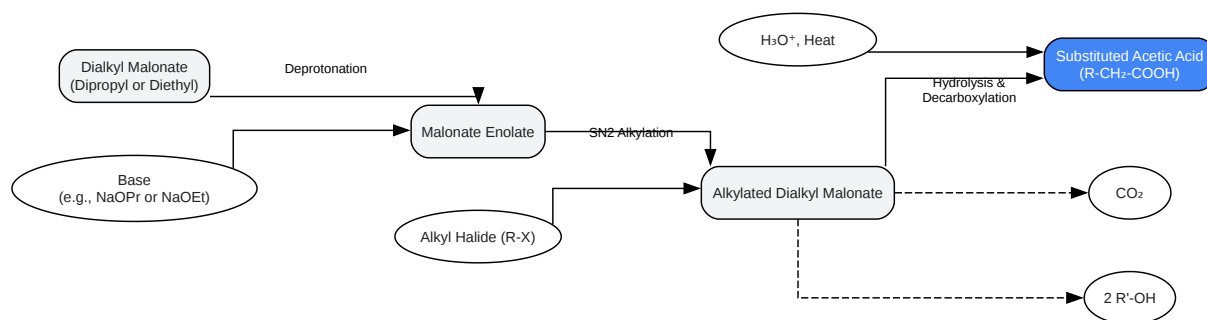 Dialkyl Malonate
(Dipropyl or Diethyl)
Deprotonation
H₃O⁺, Heat
Substituted Acetic Acid
(R-CH₂-COOH)
Hydrolysis &
Decarboxylation
Malonate Enolate
SN2 Alkylation
Base
(e.g., NaOPr or NaOEt)
Alkylated Dialkyl Malonate
CO₂
Alkyl Halide (R-X)
2 R'-OH